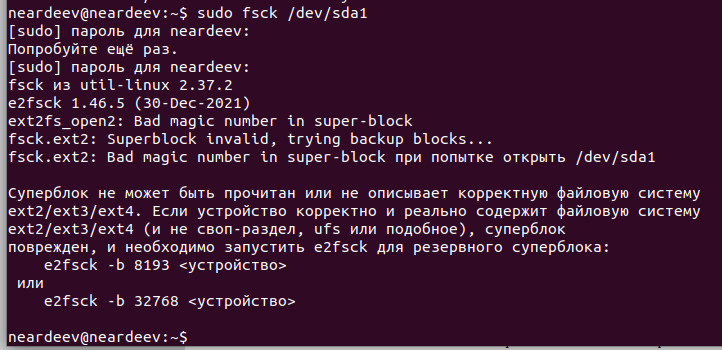 neardeev@neardeev:~$ sudo fsck /dev/sda1
[sudo] пароль для neardeev:
Попробуйте ещё раз.
[sudo] пароль для neardeev:
fsck из util-linux 2.37.2
e2fsck 1.46.5 (30-Dec-2021)
ext2fs_open2: Bad magic number in super-block
fsck.ext2: Superblock invalid, trying backup blocks...
fsck.ext2: Bad magic number in super-block при попытке открыть /dev/sda1
Суперблок не может быть прочитан или не описывает корректную файловую систему
ext2/ext3/ext4. Если устройство корректно и реально содержит файловую систему
ext2/ext3/ext4 (и не своп-раздел, ufs или подобное), суперблок
поврежден, и необходимо запустить e2fsck для резервного суперблока:
    e2fsck -b 8193 <устройство>
 или
    e2fsck -b 32768 <устройство>
neardeev@neardeev:~$